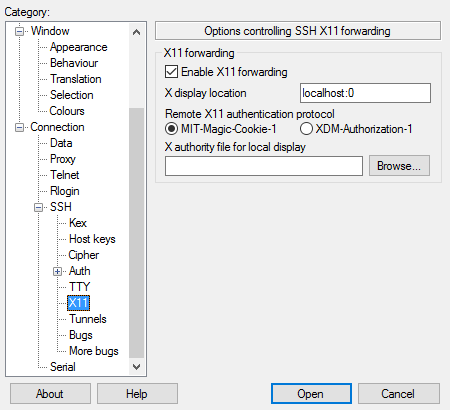 Category:
Window
Appearance
Behaviour
Translation
Selection
Colours
Connection
Data
Proxy
Telnet
Rlogin
SSH
Kex
Host keys
Cipher
Auth
TTY
X11
Tunnels
Bugs
More bugs
Serial
Options controlling SSH X11 forwarding
X11 forwarding
Enable X11 forwarding
X display location localhost:0
Remote X11 authentication protocol
MIT-Magic-Cookie-1 XDM-Authorization-1
X authority file for local display
Browse...
About Help Open Cancel